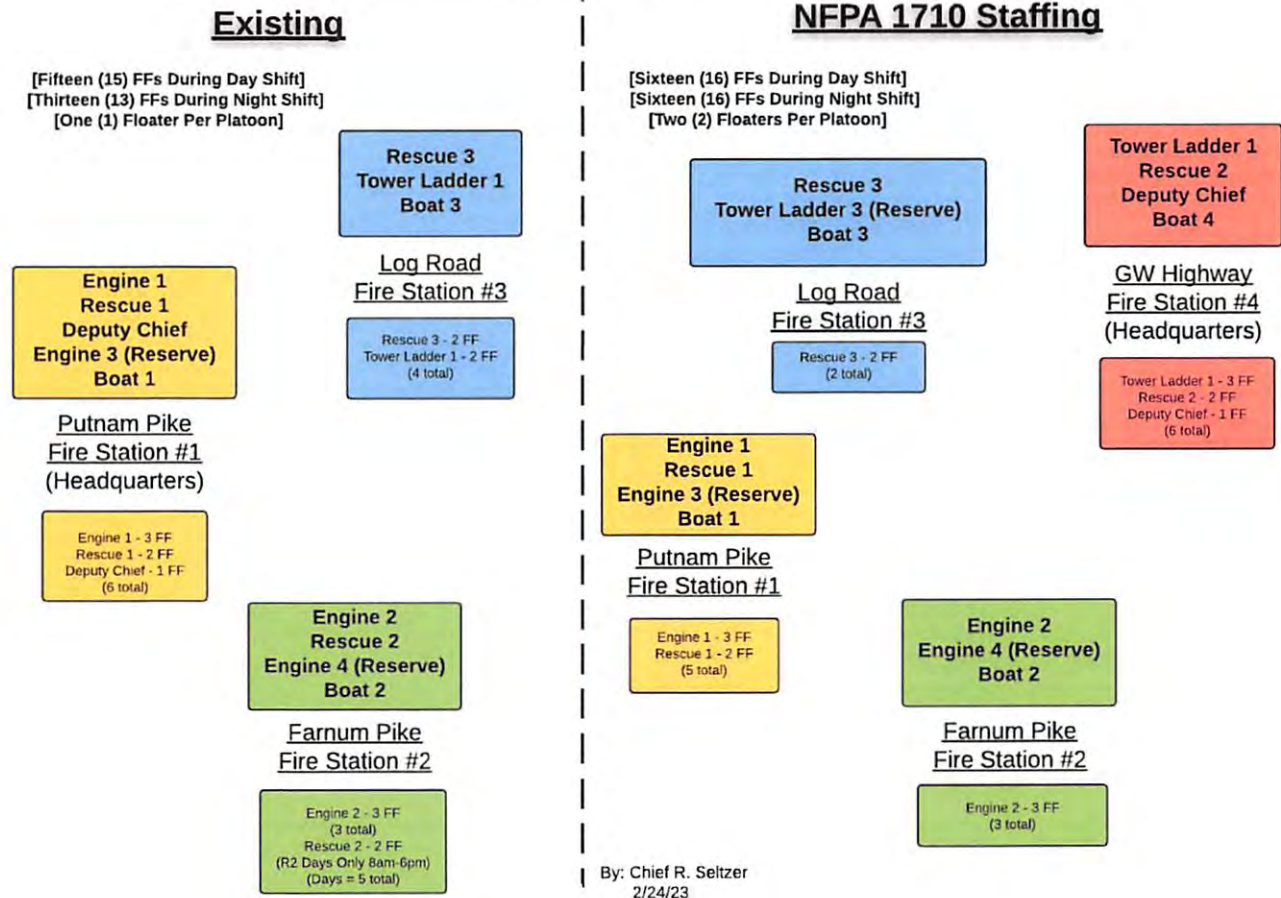 Existing
[Fifteen (15) FFs During Day Shift]
[Thirteen (13) FFs During Night Shift]
[One (1) Floater Per Platoon]
Rescue 3
Tower Ladder 1
Boat 3
Log Road
Fire Station #3
Rescue 3 - 2 FF
Tower Ladder 1 - 2 FF
(4 total)
Engine 1
Rescue 1
Deputy Chief
Engine 3 (Reserve)
Boat 1
Putnam Pike
Fire Station #1
(Headquarters)
Engine 1 - 3 FF
Rescue 1 - 2 FF
Deputy Chief - 1 FF
(6 total)
Engine 2
Rescue 2
Engine 4 (Reserve)
Boat 2
Farnum Pike
Fire Station #2
Engine 2 - 3 FF
(3 total)
Rescue 2 - 2 FF
(R2 Days Only 8am-6pm)
(Days = 5 total)
NFPA 1710 Staffing
[Sixteen (16) FFs During Day Shift]
[Sixteen (16) FFs During Night Shift]
[Two (2) Floaters Per Platoon]
Rescue 3
Tower Ladder 3 (Reserve)
Boat 3
Log Road
Fire Station #3
Rescue 3 - 2 FF
(2 total)
Tower Ladder 1
Rescue 2
Deputy Chief
Boat 4
GW Highway
Fire Station #4
(Headquarters)
Tower Ladder 1 - 3 FF
Rescue 2 - 2 FF
Deputy Chief - 1 FF
(6 total)
Engine 1
Rescue 1
Engine 3 (Reserve)
Boat 1
Putnam Pike
Fire Station #1
Engine 1 - 3 FF
Rescue 1 - 2 FF
(5 total)
Engine 2
Engine 4 (Reserve)
Boat 2
Farnum Pike
Fire Station #2
Engine 2 - 3 FF
(3 total)
By: Chief R. Seltzer
2/24/23